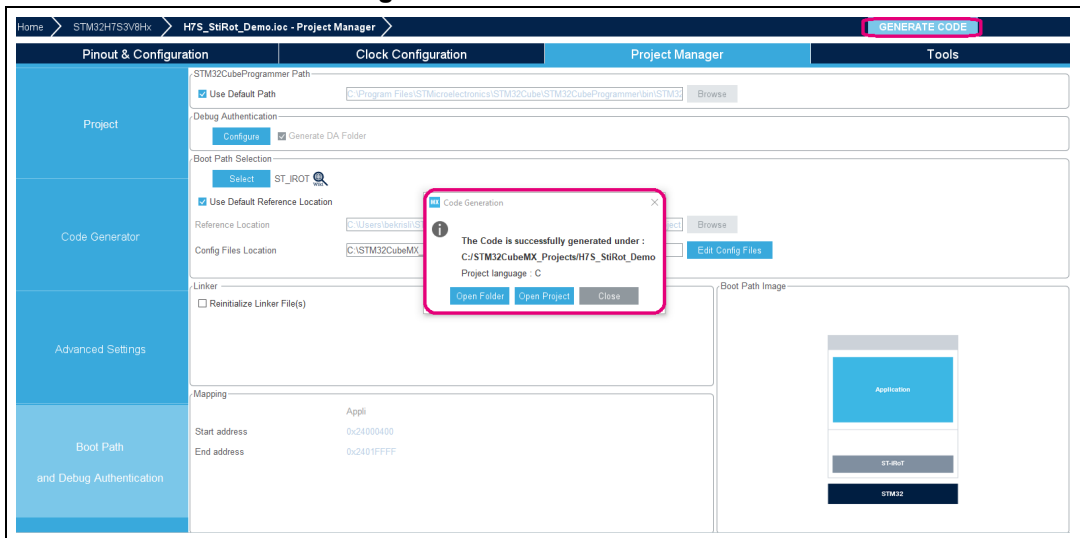 Home STM32H7S3V8Hx H7S_StiRot_Demo.ioc - Project Manager GENERATE CODE
Pinout & Configuration Clock Configuration Project Manager Tools
Project
Code Generator
Advanced Settings
Boot Path
and Debug Authentication
STM32CubeProgrammer Path
Use Default Path C:\Program Files\STMicroelectronics\STM32Cube\STM32CubeProgrammer\bin\STM32 Browse
Debug Authentication
Configure Generate DA Folder
Boot Path Selection
Select ST_IROT Wiki
Use Default Reference Location
Reference Location C:\Users\bekrisli\S ject Browse
Config Files Location C:\STM32CubeMX_ Edit Config Files
Code Generation
The Code is successfully generated under :
C:/STM32CubeMX_Projects/H7S_StiRot_Demo
Project language : C
Open Folder Open Project Close
Linker
Reinitialize Linker File(s)
Mapping
Appli
Start address 0x24000400
End address 0x2401FFFF
Boot Path Image
Application
ST-iRoT
STM32